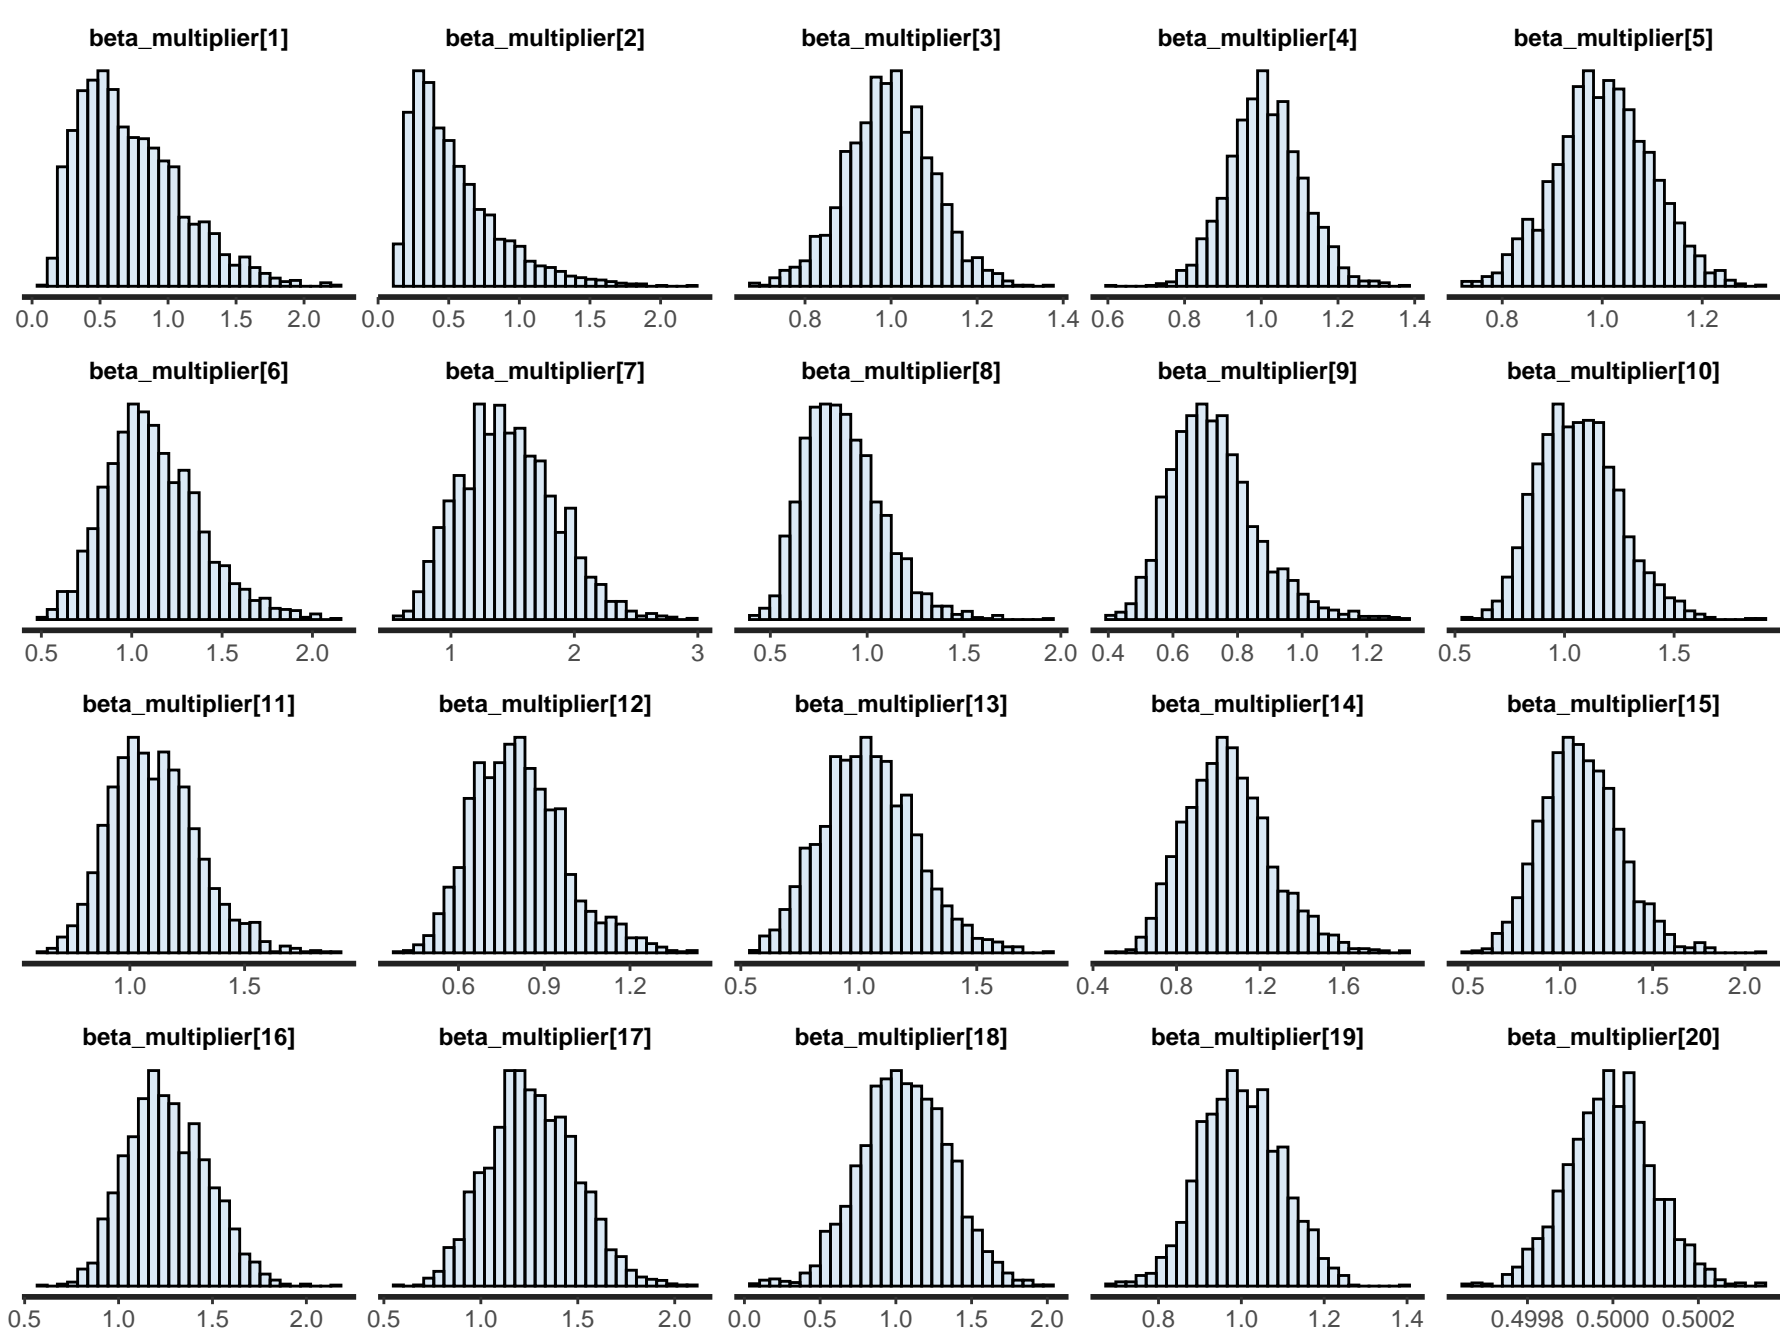 beta_multiplier[1] beta_multiplier[2] beta_multiplier[3] beta_multiplier[4] beta_multiplier[5]
0.0 0.5 1.0 1.5 2.0 0.0 0.5 1.0 1.5 2.0 0.8 1.0 1.2 1.4 0.6 0.8 1.0 1.2 1.4 0.8 1.0 1.2
beta_multiplier[6] beta_multiplier[7] beta_multiplier[8] beta_multiplier[9] beta_multiplier[10]
0.5 1.0 1.5 2.0 1 2 3 0.5 1.0 1.5 2.0 0.4 0.6 0.8 1.0 1.2 0.5 1.0 1.5
beta_multiplier[11] beta_multiplier[12] beta_multiplier[13] beta_multiplier[14] beta_multiplier[15]
1.0 1.5 0.6 0.9 1.2 0.5 1.0 1.5 0.4 0.8 1.2 1.6 0.5 1.0 1.5 2.0
beta_multiplier[16] beta_multiplier[17] beta_multiplier[18] beta_multiplier[19] beta_multiplier[20]
0.5 1.0 1.5 2.0 0.5 1.0 1.5 2.0 0.0 0.5 1.0 1.5 2.0 0.8 1.0 1.2 1.4 0.4998 0.5000 0.5002